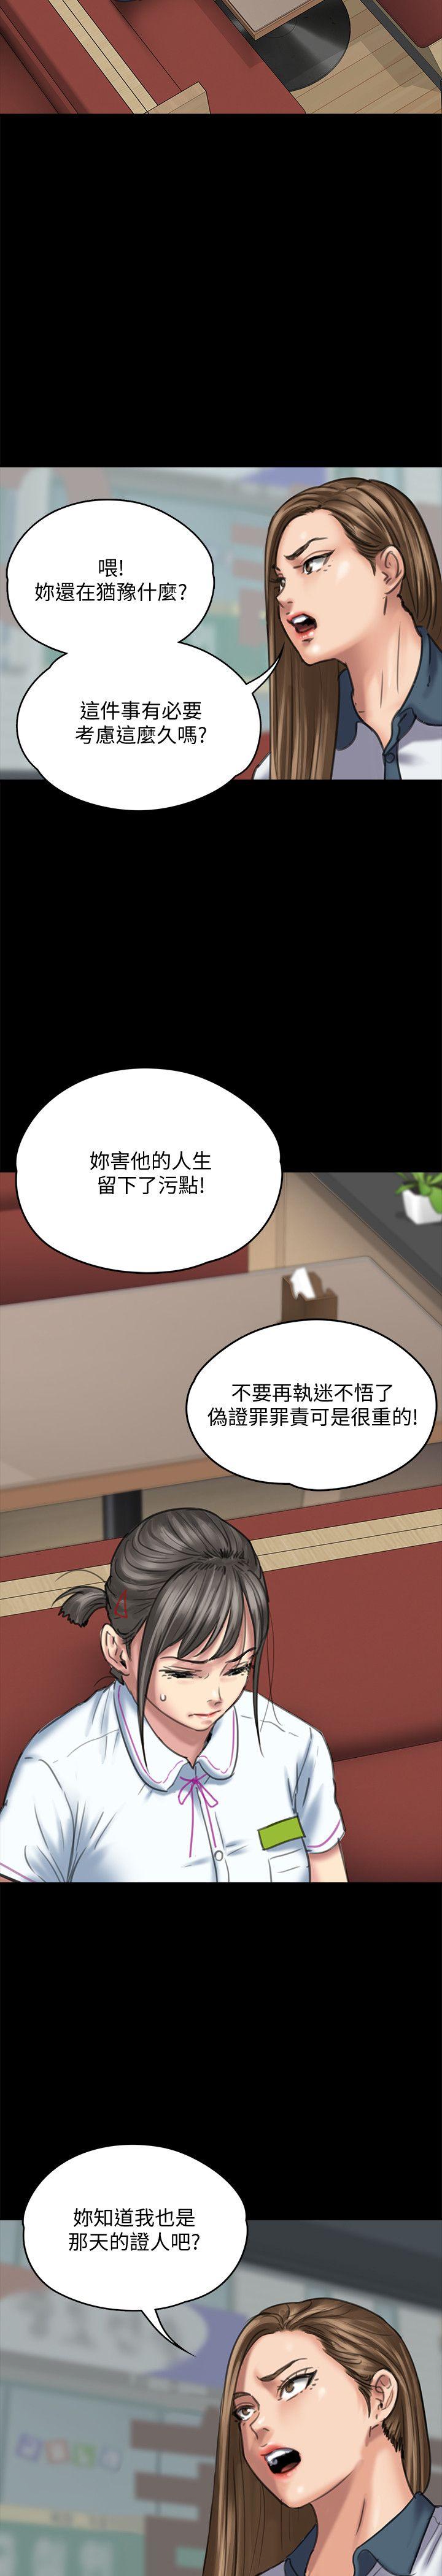 喂!
妳還在猶豫什麼?
這件事有必要
考慮這麼久嗎?
妳害他的人生
留下了污點!
不要再執迷不悟了
偽證罪罪責可是很重的!
妳知道我也是
那天的證人吧?